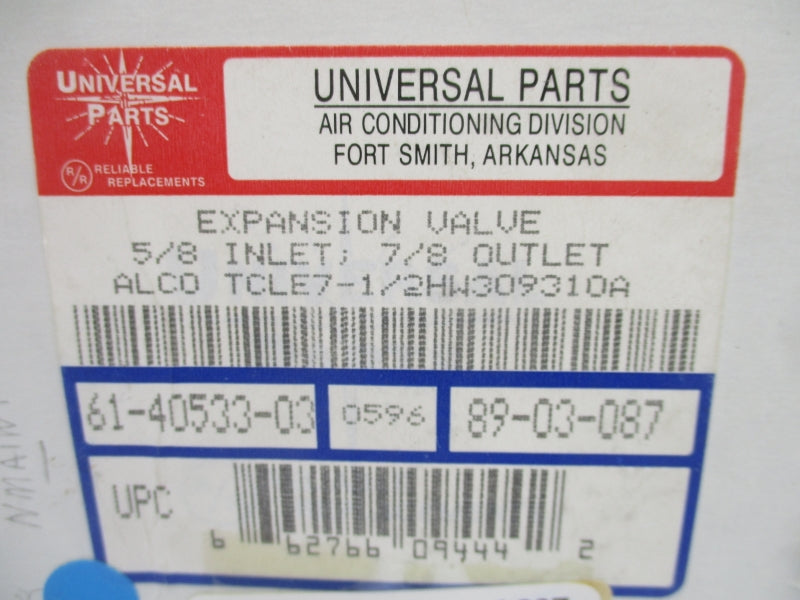 UNIVERSAL PARTS
R/R RELIABLE REPLACEMENTS
UNIVERSAL PARTS
AIR CONDITIONING DIVISION
FORT SMITH, ARKANSAS
EXPANSION VALVE
5/8 INLET; 7/8 OUTLET
ALCO TCLE7-1/2HW309310A
61-40533-03 0596 89-03-087
UPC
6 62766 09444 2
NMAIN